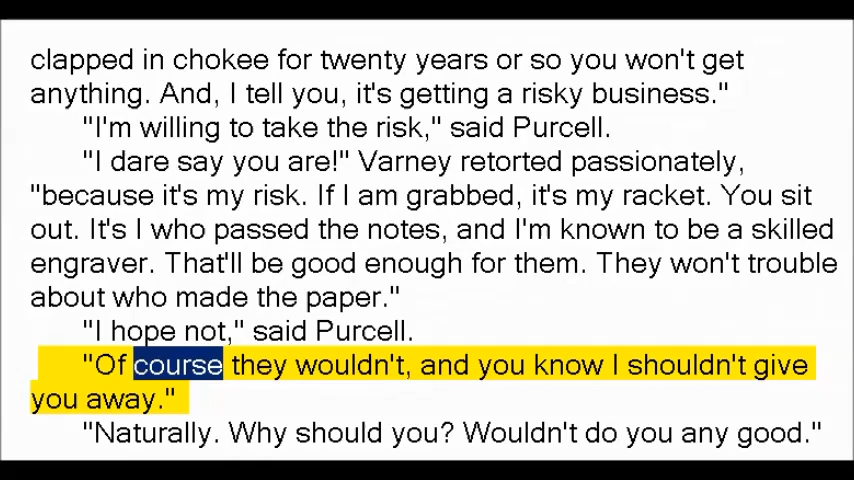 clapped in chokee for twenty years or so you won't get
anything. And, I tell you, it's getting a risky business."
"I'm willing to take the risk," said Purcell.
"I dare say you are!" Varney retorted passionately,
"because it's my risk. If I am grabbed, it's my racket. You sit
out. It's I who passed the notes, and I'm known to be a skilled
engraver. That'll be good enough for them. They won't trouble
about who made the paper."
"I hope not," said Purcell.
"Of course they wouldn't, and you know I shouldn't give
you away."
"Naturally. Why should you? Wouldn't do you any good."